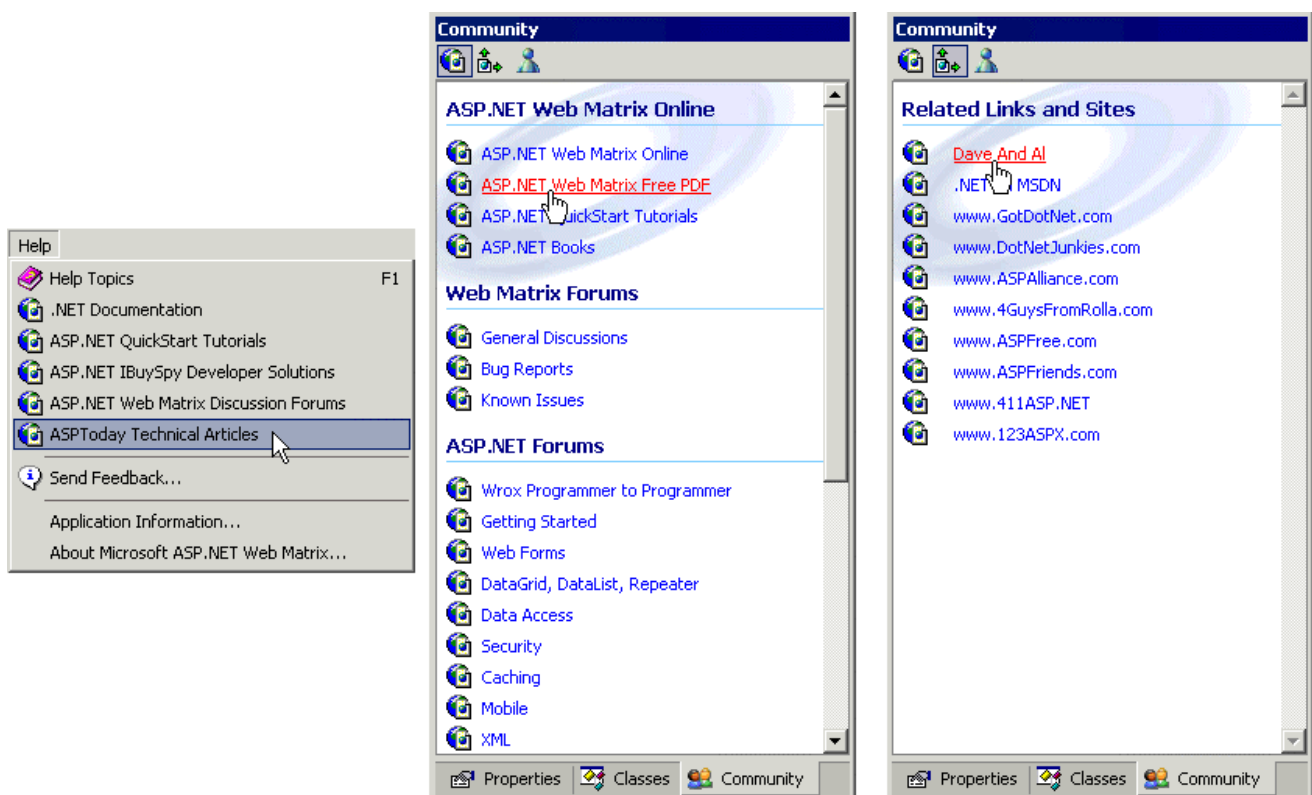 Help
Help Topics F1
.NET Documentation
ASP.NET QuickStart Tutorials
ASP.NET IBuySpy Developer Solutions
ASP.NET Web Matrix Discussion Forums
ASPToday Technical Articles
Send Feedback...
Application Information...
About Microsoft ASP.NET Web Matrix...
Community
ASP.NET Web Matrix Online
ASP.NET Web Matrix Online
ASP.NET Web Matrix Free PDF
ASP.NET QuickStart Tutorials
ASP.NET Books
Web Matrix Forums
General Discussions
Bug Reports
Known Issues
ASP.NET Forums
Wrox Programmer to Programmer
Getting Started
Web Forms
DataGrid, DataList, Repeater
Data Access
Security
Caching
Mobile
XML
Properties Classes Community
Community
Related Links and Sites
Dave And Al
.NET MSDN
www.GotDotNet.com
www.DotNetJunkies.com
www.ASPAlliance.com
www.4GuysFromRolla.com
www.ASPFree.com
www.ASPFriends.com
www.411ASP.NET
www.123ASPX.com
Properties Classes Community